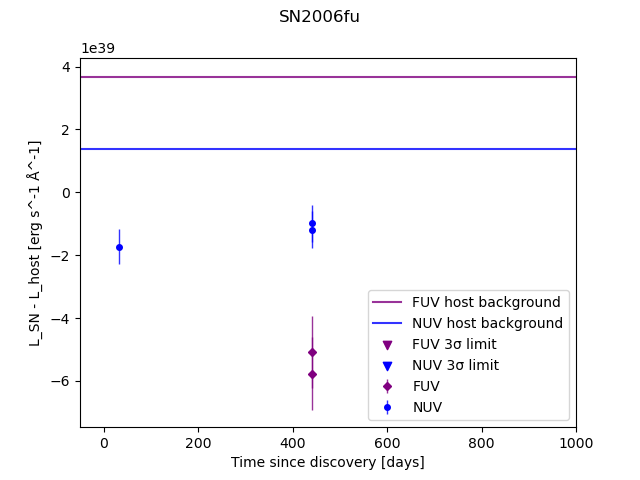 SN2006fu
1e39
4
2
0
−2
−4
−6
L_SN - L_host [erg s^-1 Å^-1]
FUV host background
NUV host background
FUV 3σ limit
NUV 3σ limit
FUV
NUV
0 200 400 600 800 1000
Time since discovery [days]